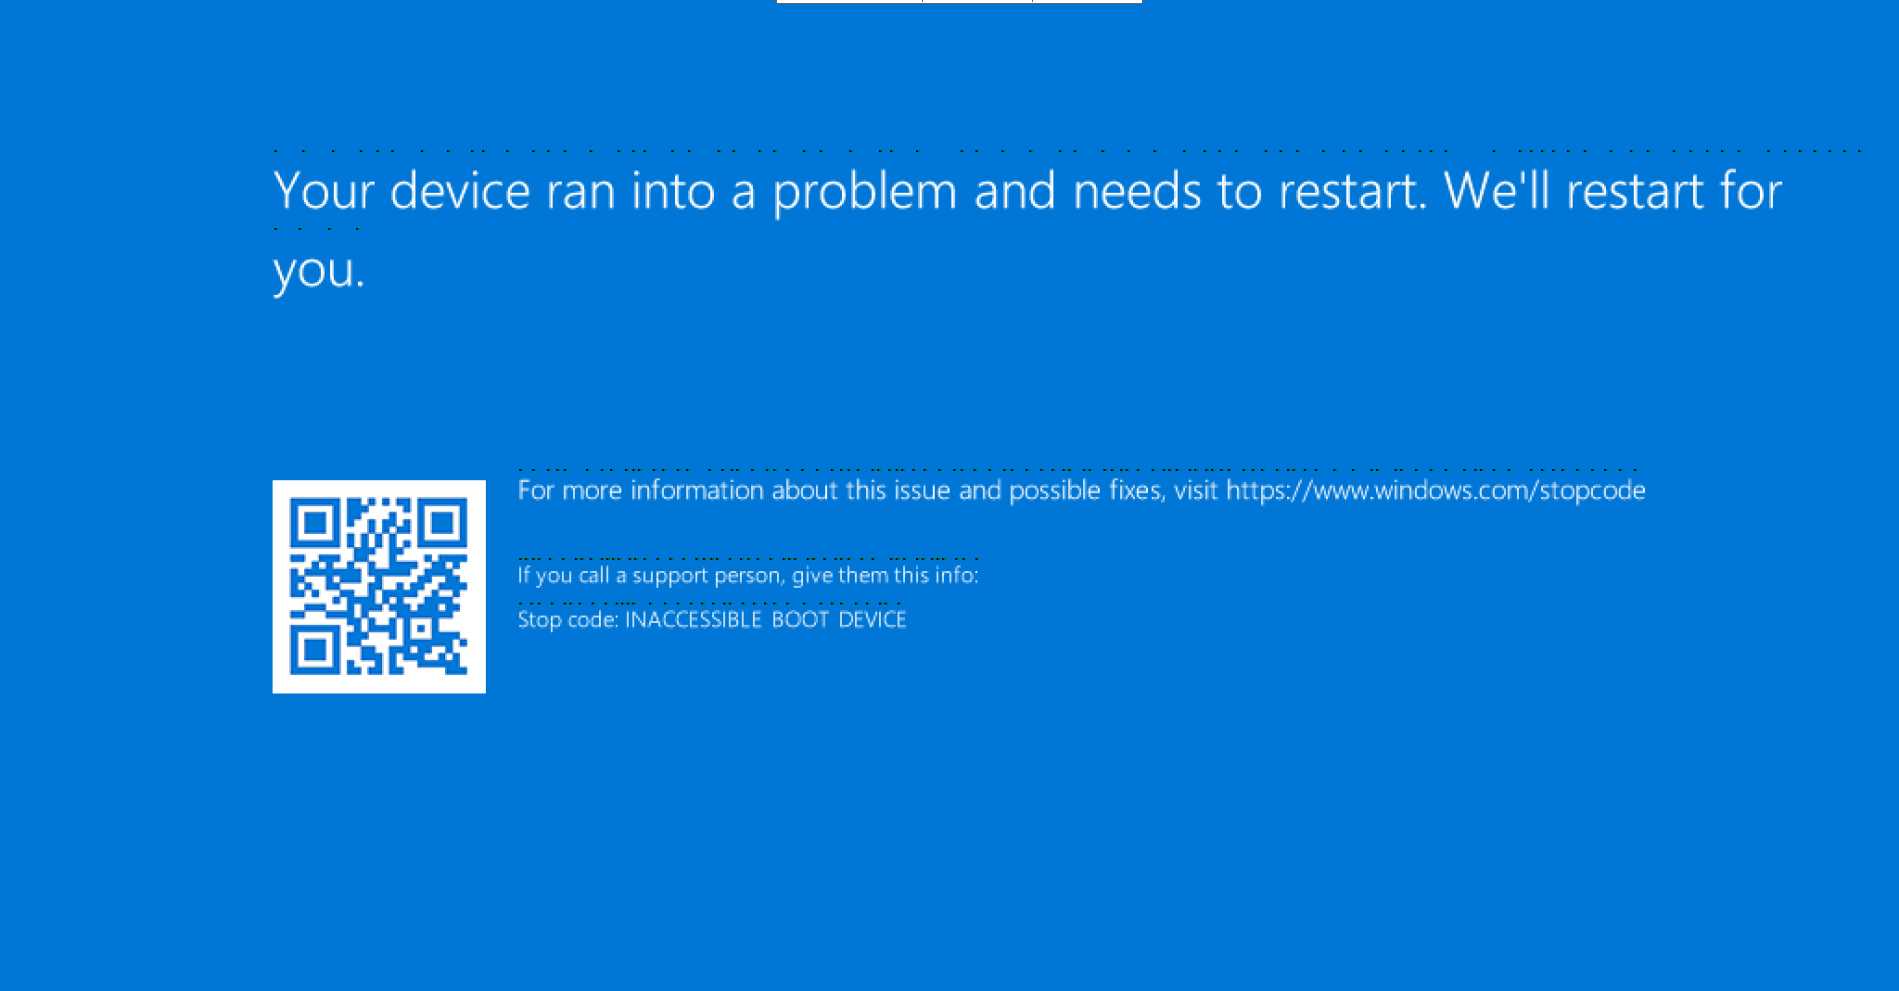 Your device ran into a problem and needs to restart. We'll restart for
you.
For more information about this issue and possible fixes, visit https://www.windows.com/stopcode
If you call a support person, give them this info:
Stop code: INACCESSIBLE BOOT DEVICE